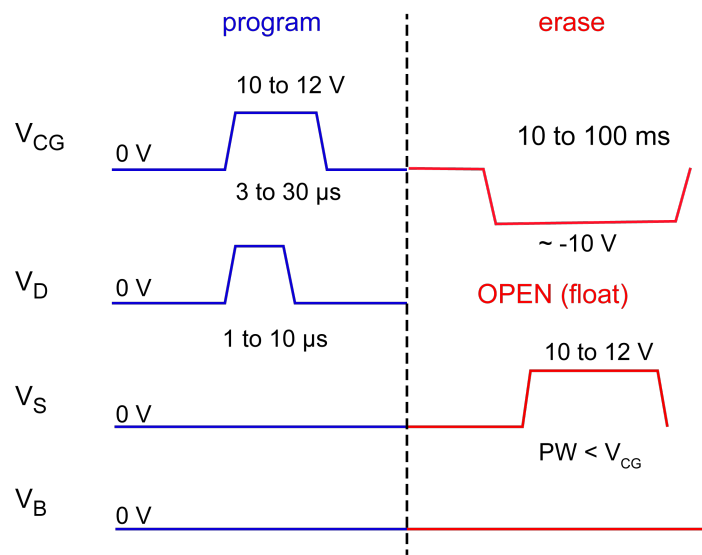 program
erase
10 to 12 V
V_CG
0 V
10 to 100 ms
3 to 30 µs
~ -10 V
V_D
0 V
OPEN (float)
1 to 10 µs
10 to 12 V
V_S
0 V
PW < V_CG
V_B
0 V